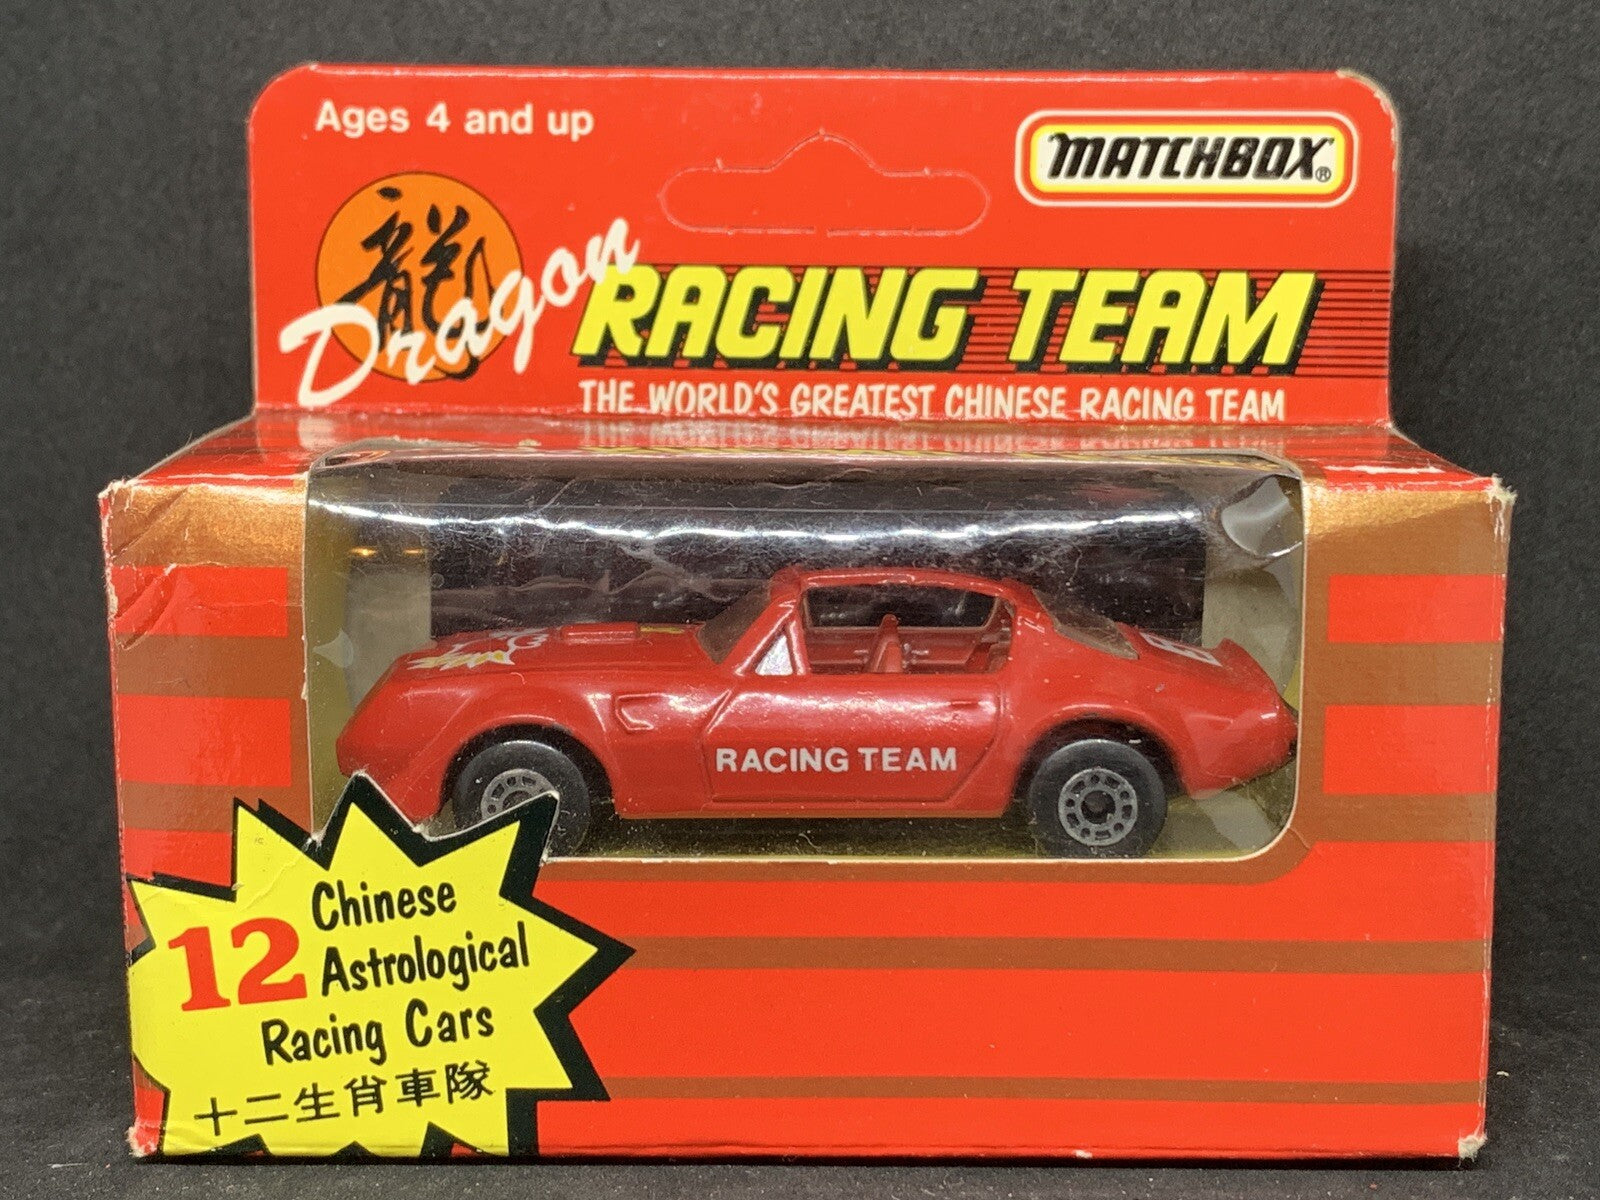 Ages 4 and up
MATCHBOX®
龍
Dragon
RACING TEAM
THE WORLD'S GREATEST CHINESE RACING TEAM
RACING TEAM
12 Chinese
Astrological
Racing Cars
十二生肖車隊